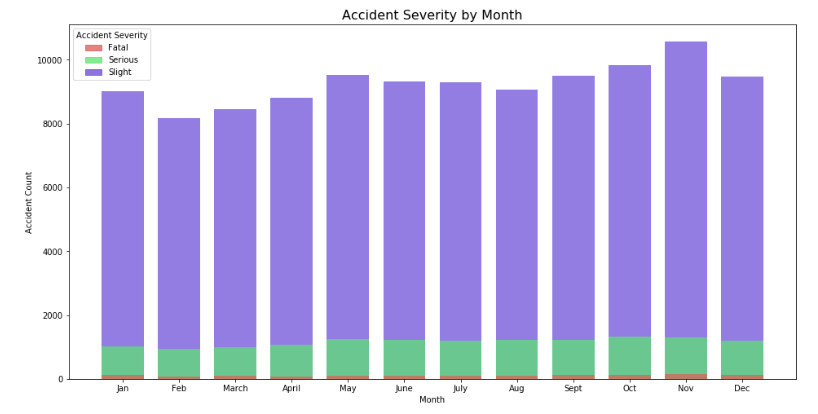 Accident Severity by Month
Accident Severity
Fatal
Serious
Slight
10000
8000
6000
4000
2000
0
Accident Count
Jan Feb March April May June July Aug Sept Oct Nov Dec
Month